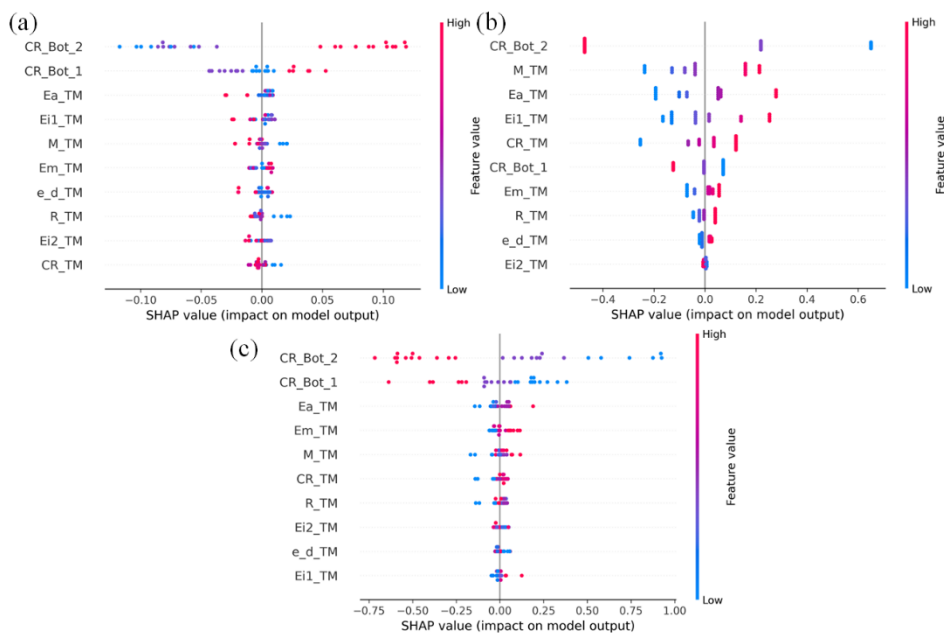 (a)
High
CR_Bot_2
CR_Bot_1
Ea_TM
Ei1_TM
M_TM
Em_TM
e_d_TM
R_TM
Ei2_TM
CR_TM
Feature value
Low
−0.10 −0.05 0.00 0.05 0.10
SHAP value (impact on model output)
(b)
High
CR_Bot_2
M_TM
Ea_TM
Ei1_TM
CR_TM
CR_Bot_1
Em_TM
R_TM
e_d_TM
Ei2_TM
Feature value
Low
−0.4 −0.2 0.0 0.2 0.4 0.6
SHAP value (impact on model output)
(c)
High
CR_Bot_2
CR_Bot_1
Ea_TM
Em_TM
M_TM
CR_TM
R_TM
Ei2_TM
e_d_TM
Ei1_TM
Feature value
Low
−0.75 −0.50 −0.25 0.00 0.25 0.50 0.75 1.00
SHAP value (impact on model output)